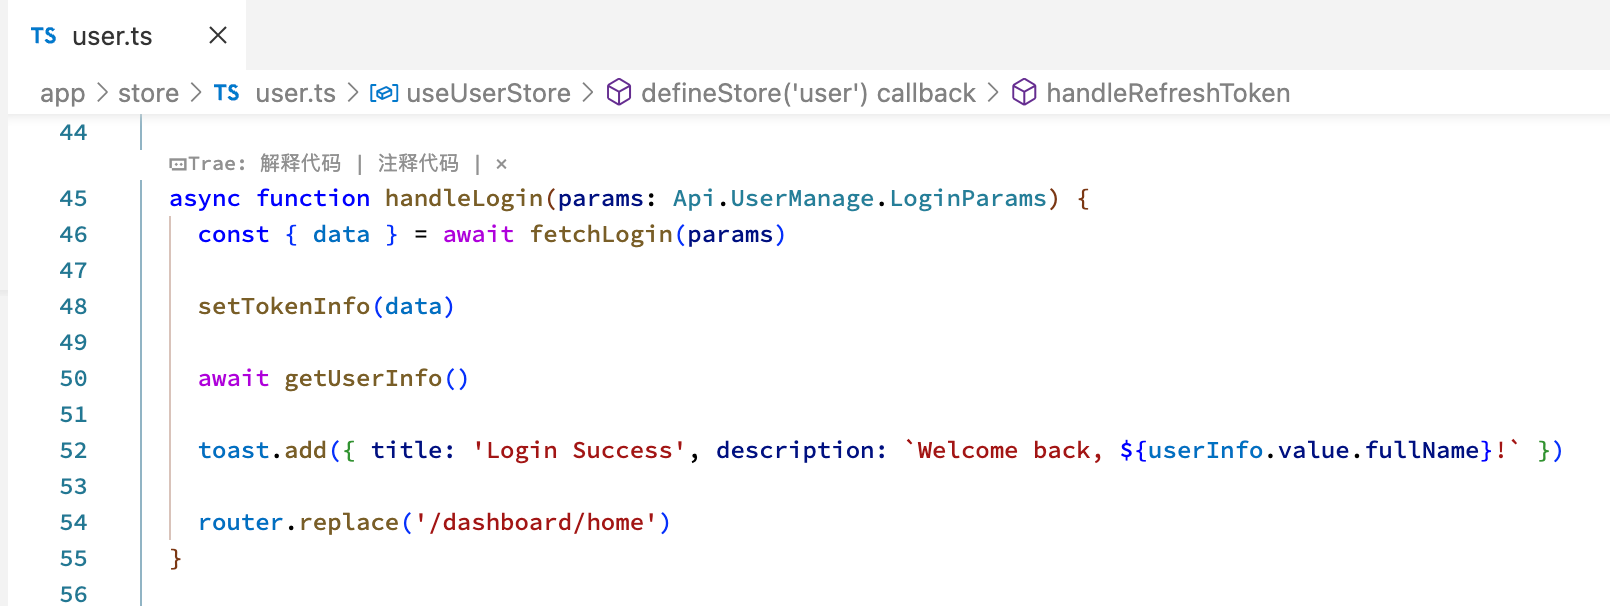 TS user.ts ×
app > store > TS user.ts > useUserStore > defineStore('user') callback > handleRefreshToken
44
Trae: 解释代码 | 注释代码 | ×
45 async function handleLogin(params: Api.UserManage.LoginParams) {
46 const { data } = await fetchLogin(params)
47
48 setTokenInfo(data)
49
50 await getUserInfo()
51
52 toast.add({ title: 'Login Success', description: `Welcome back, ${userInfo.value.fullName}!` })
53
54 router.replace('/dashboard/home')
55 }
56